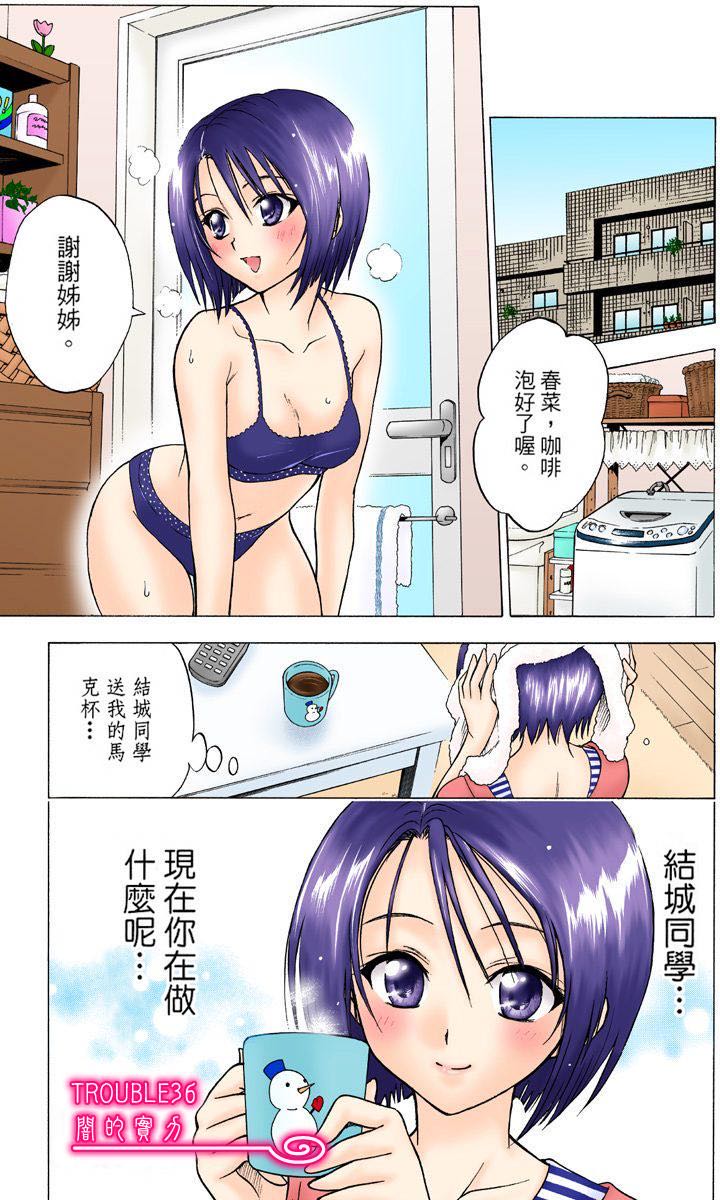 春菜，咖啡
泡好了喔。
謝謝姊姊。
結城同學
送我的馬
克杯…
結城同學…
現在你在做
什麼呢…
TROUBLE36
闇的實力